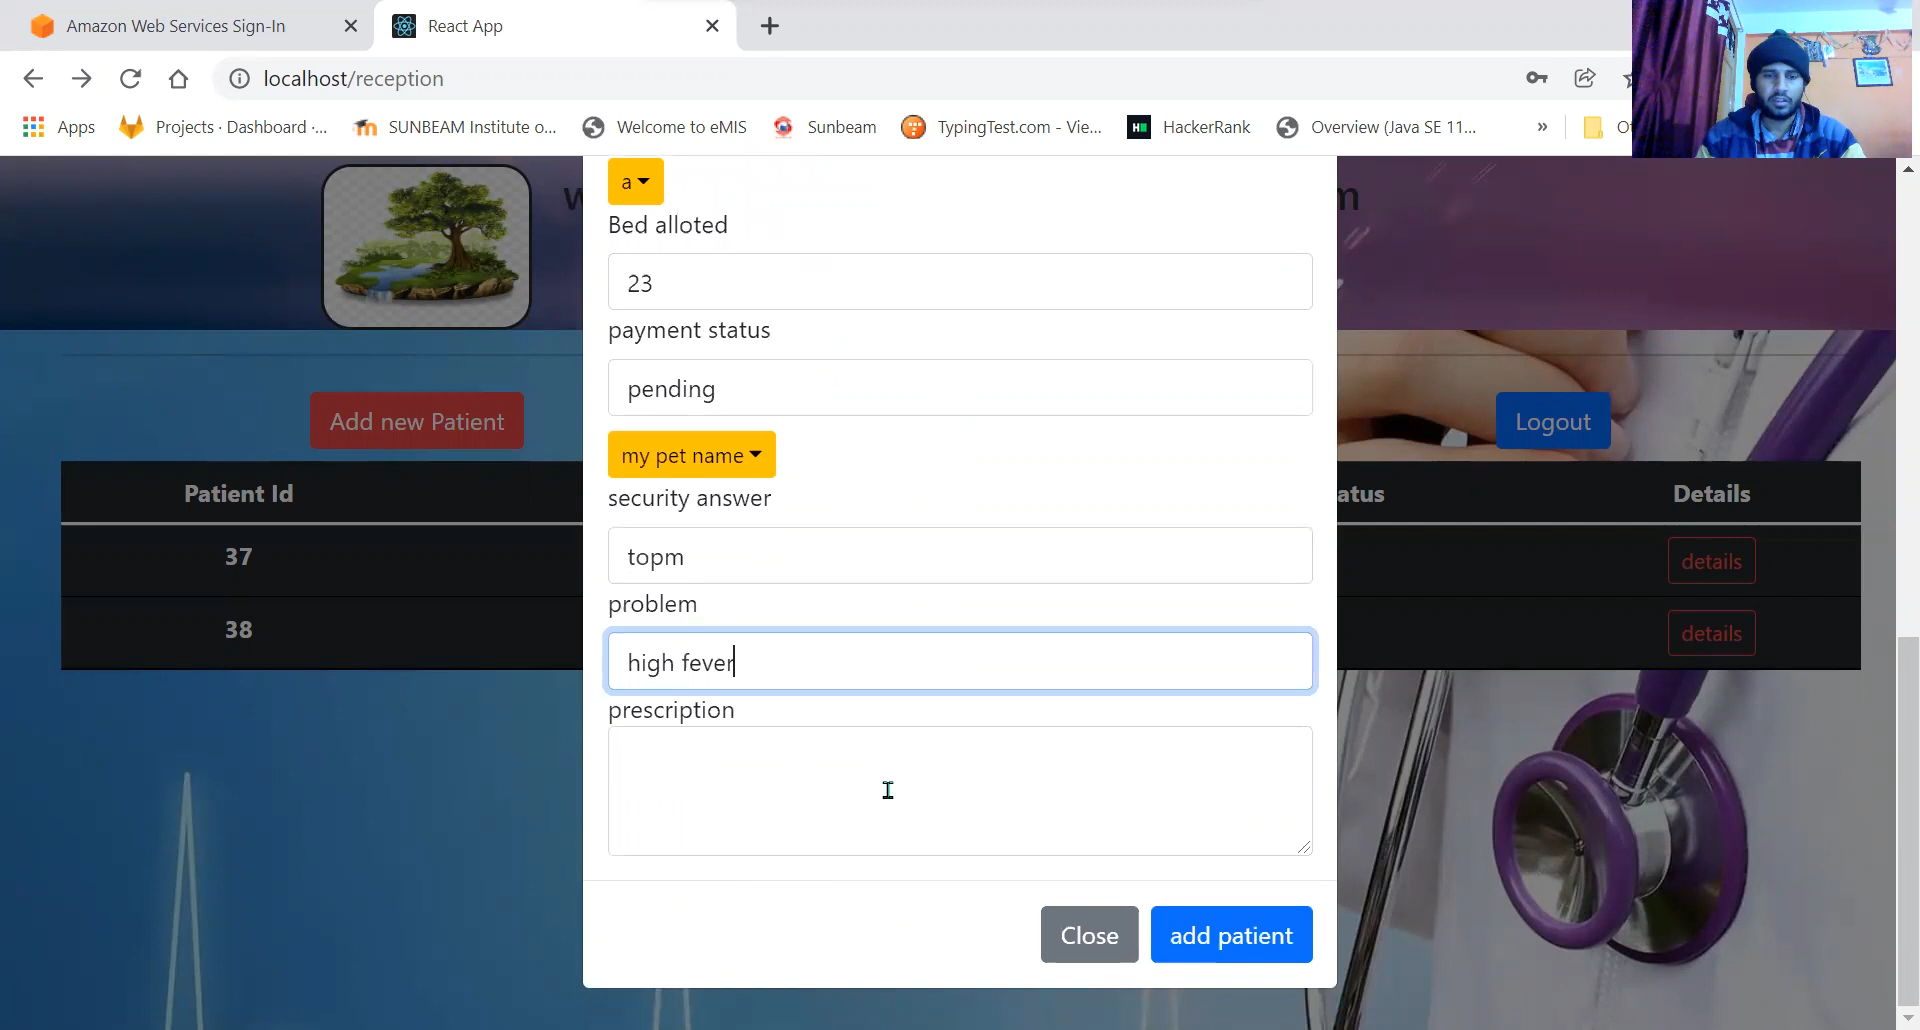 Amazon Web Services Sign-In
React App
localhost/reception
Apps
Projects · Dashboard ·...
SUNBEAM Institute o...
Welcome to eMIS
Sunbeam
TypingTest.com - Vie...
HackerRank
Overview (Java SE 11...
»
a
Bed alloted
23
payment status
pending
Add new Patient
Logout
my pet name
Patient Id
Details
security answer
37
topm
details
problem
38
details
high fever
prescription
Close
add patient